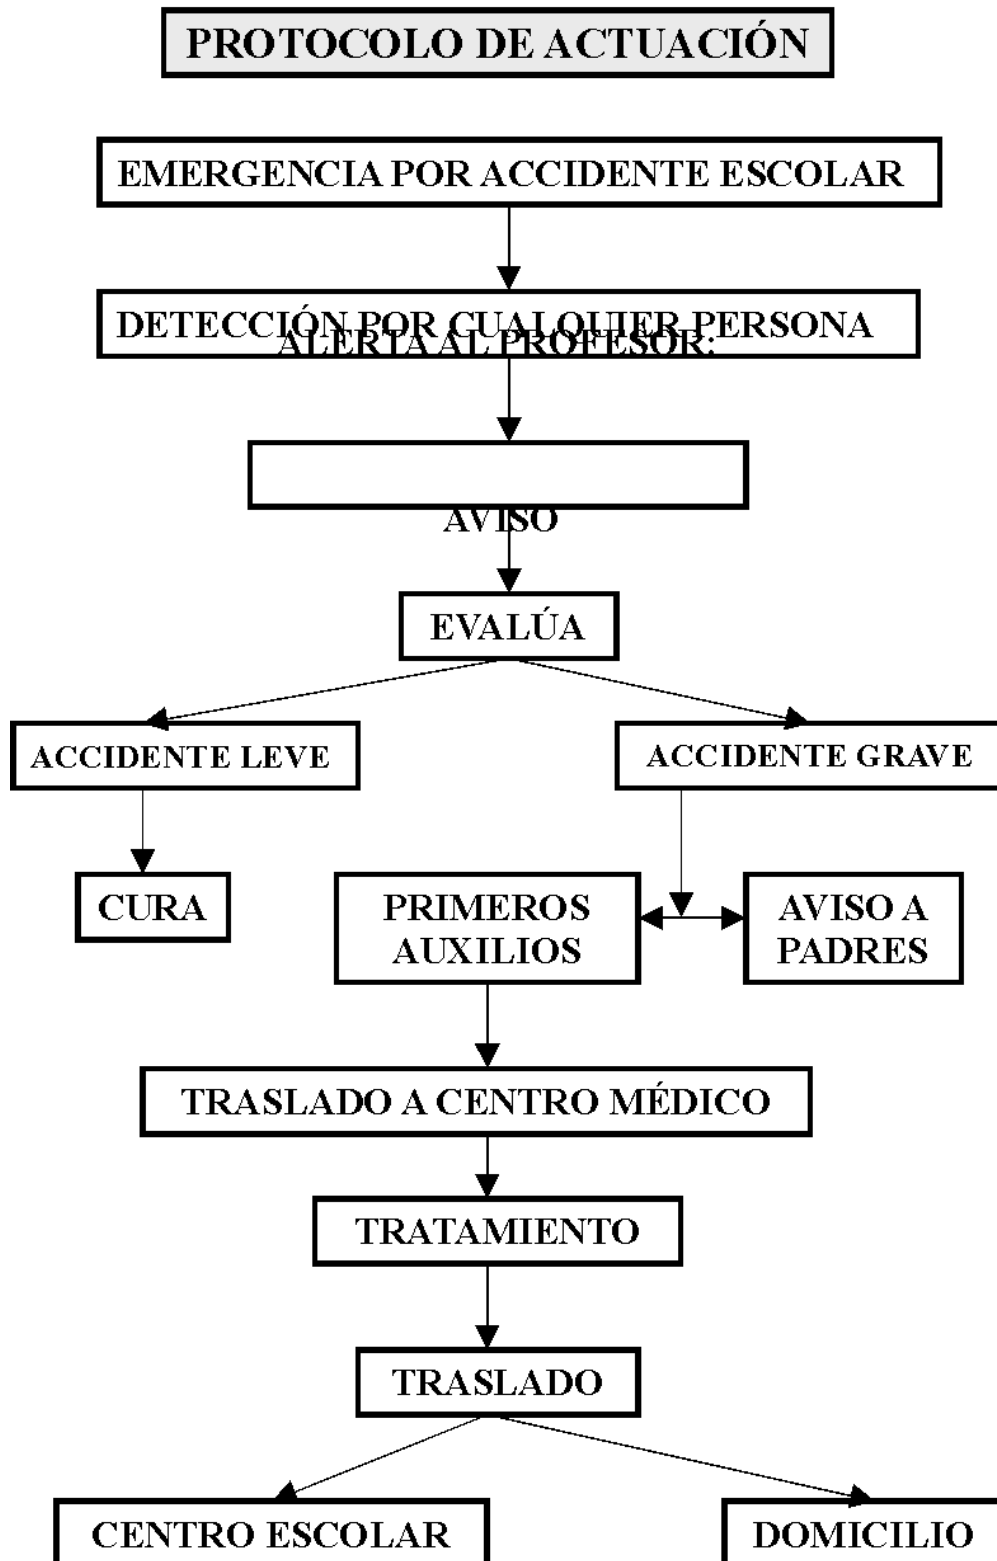 PROTOCOLO DE ACTUACIÓN
EMERGENCIA POR ACCIDENTE ESCOLAR
DETECCIÓN POR CUALQUIER PERSONA
ALERTA AL PROFESOR:
AVISO
EVALÚA
ACCIDENTE LEVE
ACCIDENTE GRAVE
CURA
PRIMEROS
AUXILIOS
AVISO A
PADRES
TRASLADO A CENTRO MÉDICO
TRATAMIENTO
TRASLADO
CENTRO ESCOLAR
DOMICILIO